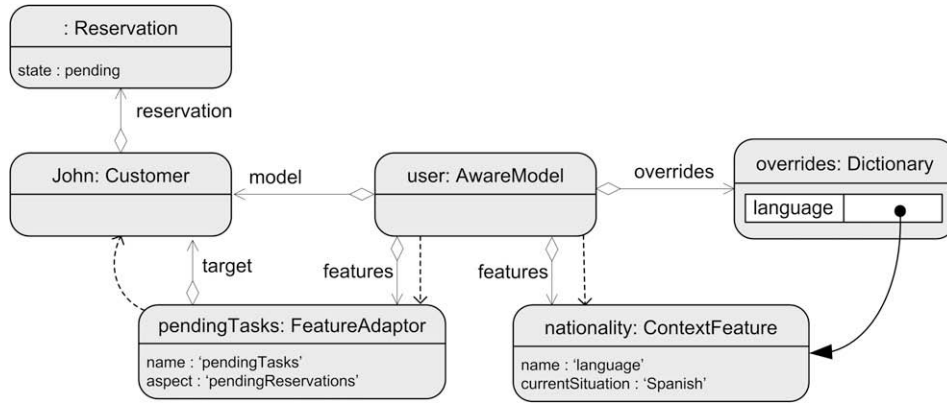 : Reservation
state : pending
reservation
John: Customer
model
user: AwareModel
overrides
overrides: Dictionary
language
target
features
features
pendingTasks: FeatureAdaptor
name : ‘pendingTasks’
aspect : ‘pendingReservations’
nationality: ContextFeature
name : ‘language’
currentSituation : ‘Spanish’